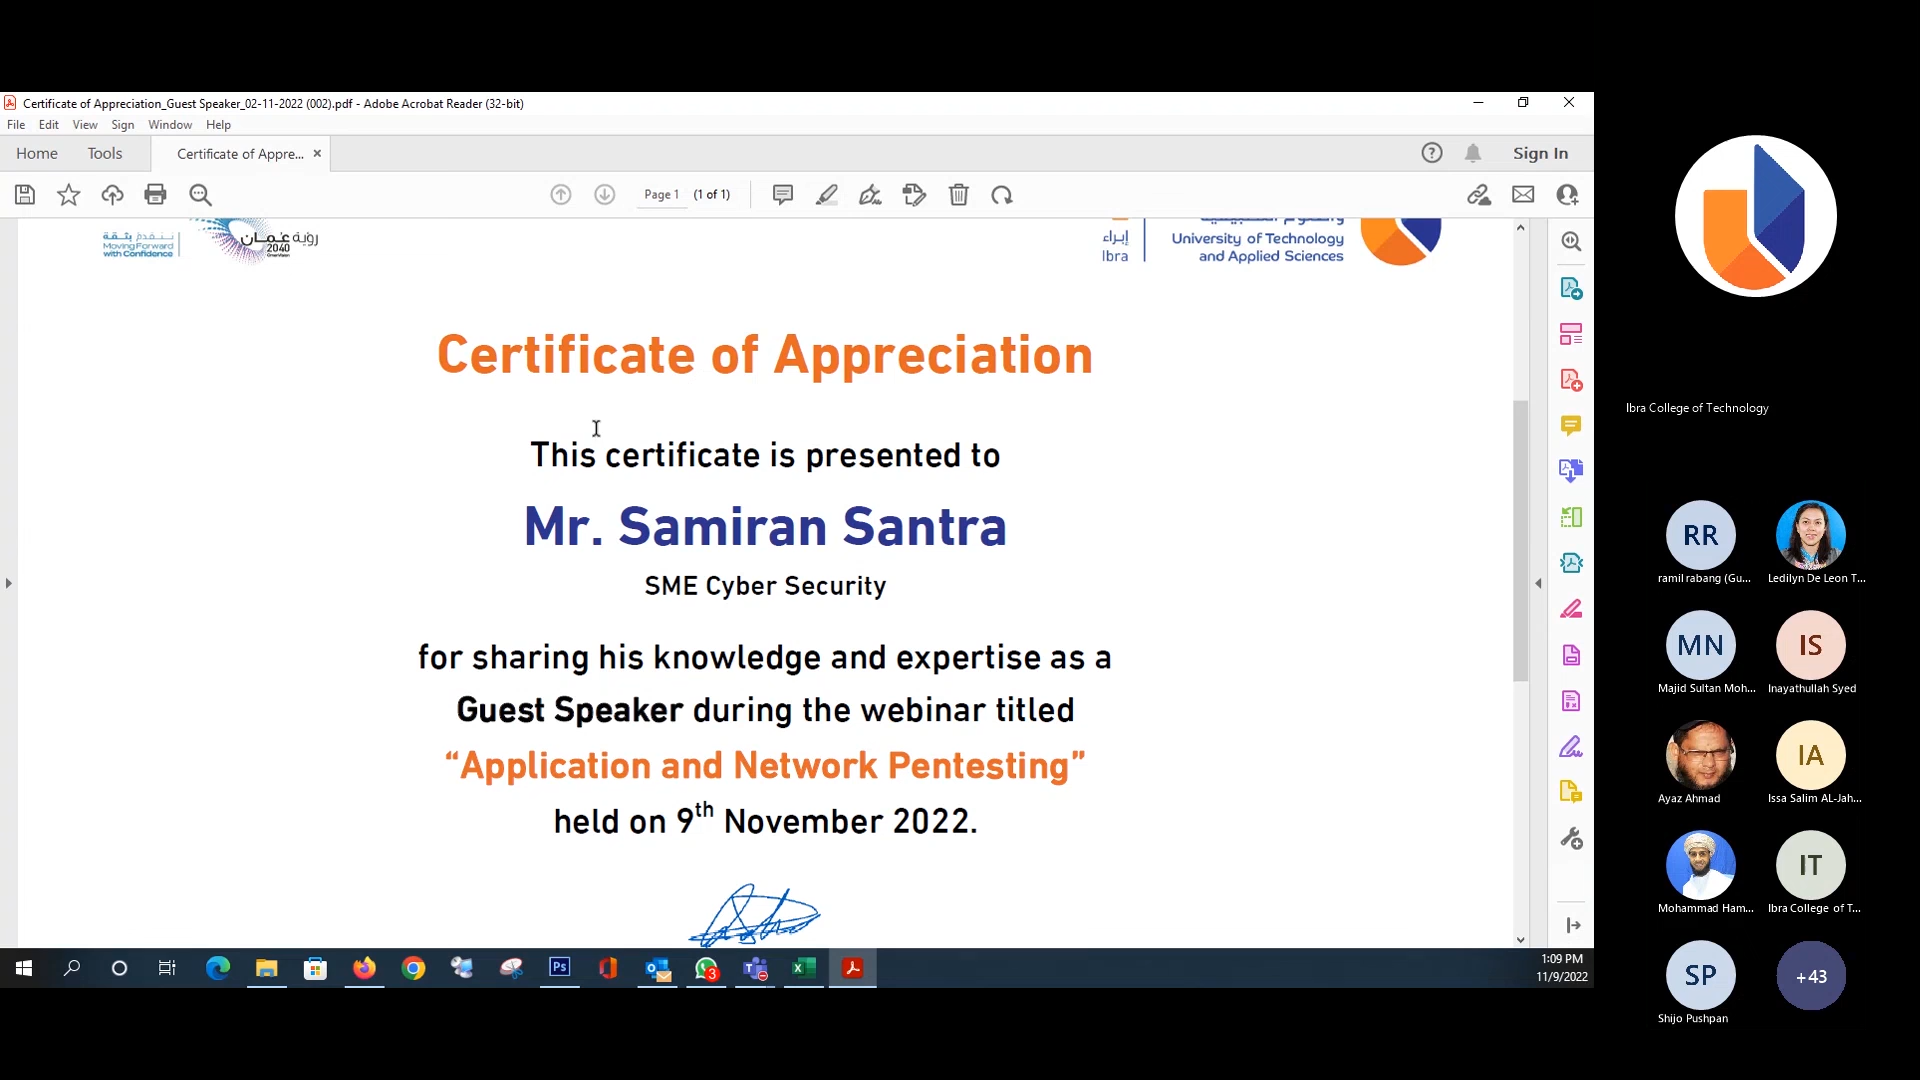 Certificate of Appreciation_Guest Speaker_02-11-2022 (002).pdf - Adobe Acrobat Reader (32-bit)
File Edit View Sign Window Help
Home Tools Certificate of Appre... × Sign In
Page 1 (1 of 1)
نتقدم بثقة
Moving Forward
with Confidence
رؤية عُمان
2040
إبراء
Ibra
University of Technology
and Applied Sciences
Certificate of Appreciation
This certificate is presented to
Mr. Samiran Santra
SME Cyber Security
for sharing his knowledge and expertise as a
Guest Speaker during the webinar titled
“Application and Network Pentesting”
held on 9th November 2022.
Ps
3
1:09 PM
11/9/2022
Ibra College of Technology
RR
ramil rabang (Gu...
Ledilyn De Leon T...
MN
Majid Sultan Moh...
IS
Inayathullah Syed
Ayaz Ahmad
IA
Issa Salim AL-Jah...
Mohammad Ham...
IT
Ibra College of T...
SP
Shijo Pushpan
+43